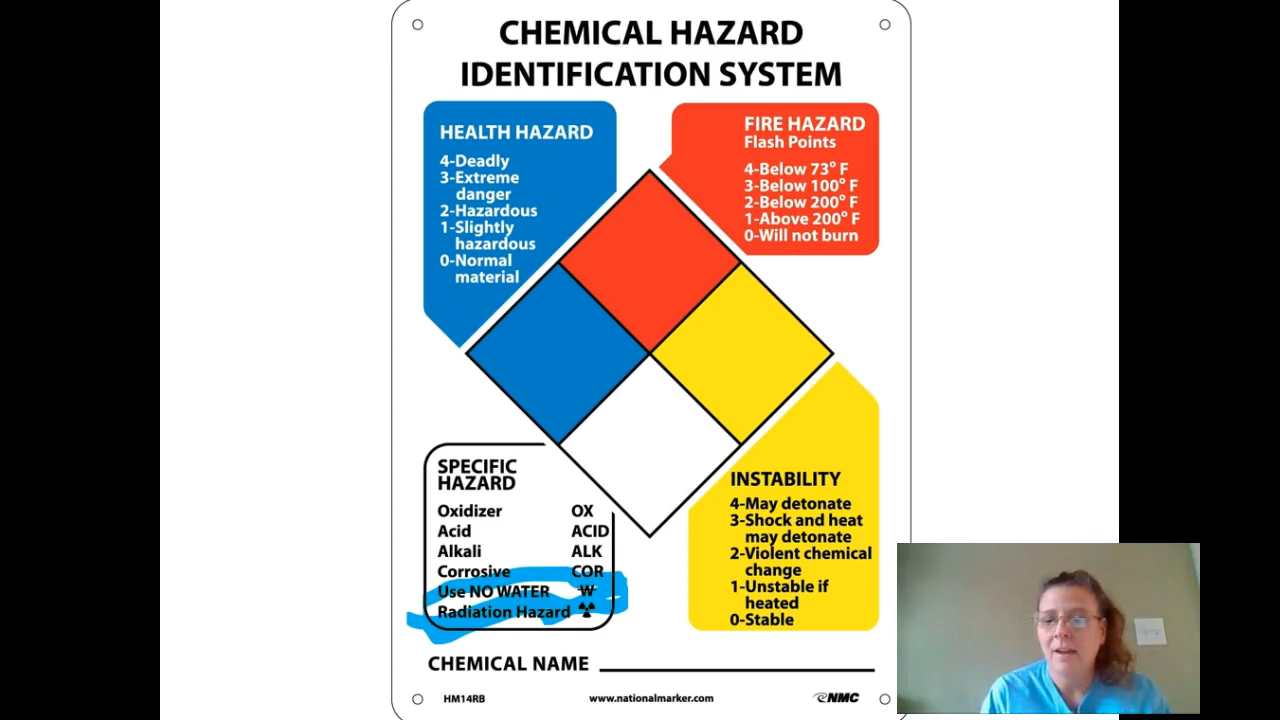 CHEMICAL HAZARD
IDENTIFICATION SYSTEM
HEALTH HAZARD
4-Deadly
3-Extreme
danger
2-Hazardous
1-Slightly
hazardous
0-Normal
material
FIRE HAZARD
Flash Points
4-Below 73° F
3-Below 100° F
2-Below 200° F
1-Above 200° F
0-Will not burn
SPECIFIC
HAZARD
Oxidizer OX
Acid ACID
Alkali ALK
Corrosive COR
Use NO WATER W
Radiation Hazard
INSTABILITY
4-May detonate
3-Shock and heat
may detonate
2-Violent chemical
change
1-Unstable if
heated
0-Stable
CHEMICAL NAME
HM14RB www.nationalmarker.com NMC